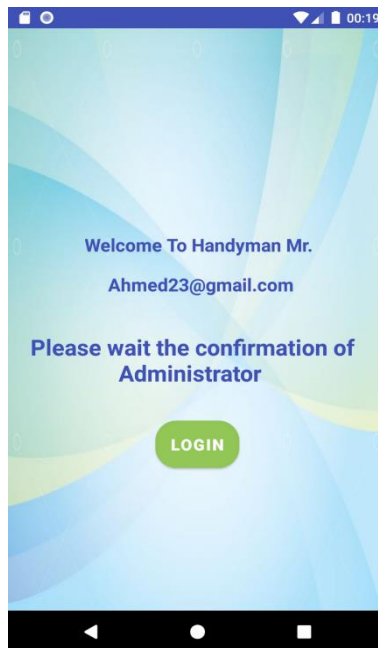 00:19
Welcome To Handyman Mr.
Ahmed23@gmail.com
Please wait the confirmation of
Administrator
LOGIN